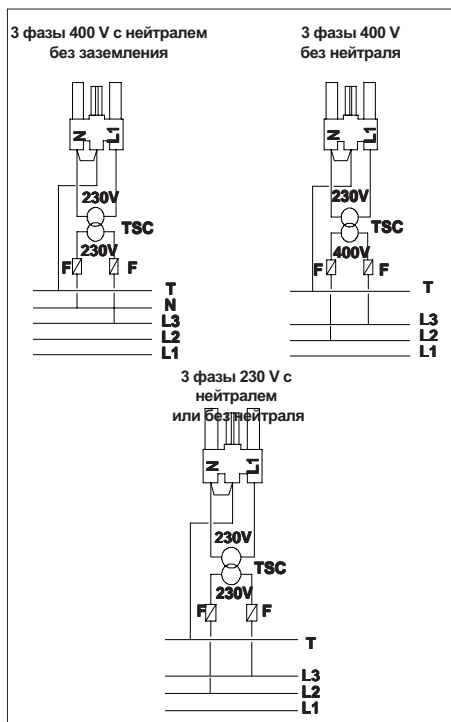 3 фазы 400 V с нейтралем
без заземления
N L1
230V
TSC
230V
F F
T
N
L3
L2
L1
3 фазы 400 V
без нейтраля
N L1
230V
TSC
400V
F F
T
L3
L2
L1
3 фазы 230 V с
нейтралем
или без нейтраля
N L1
230V
TSC
230V
F F
T
L3
L2
L1